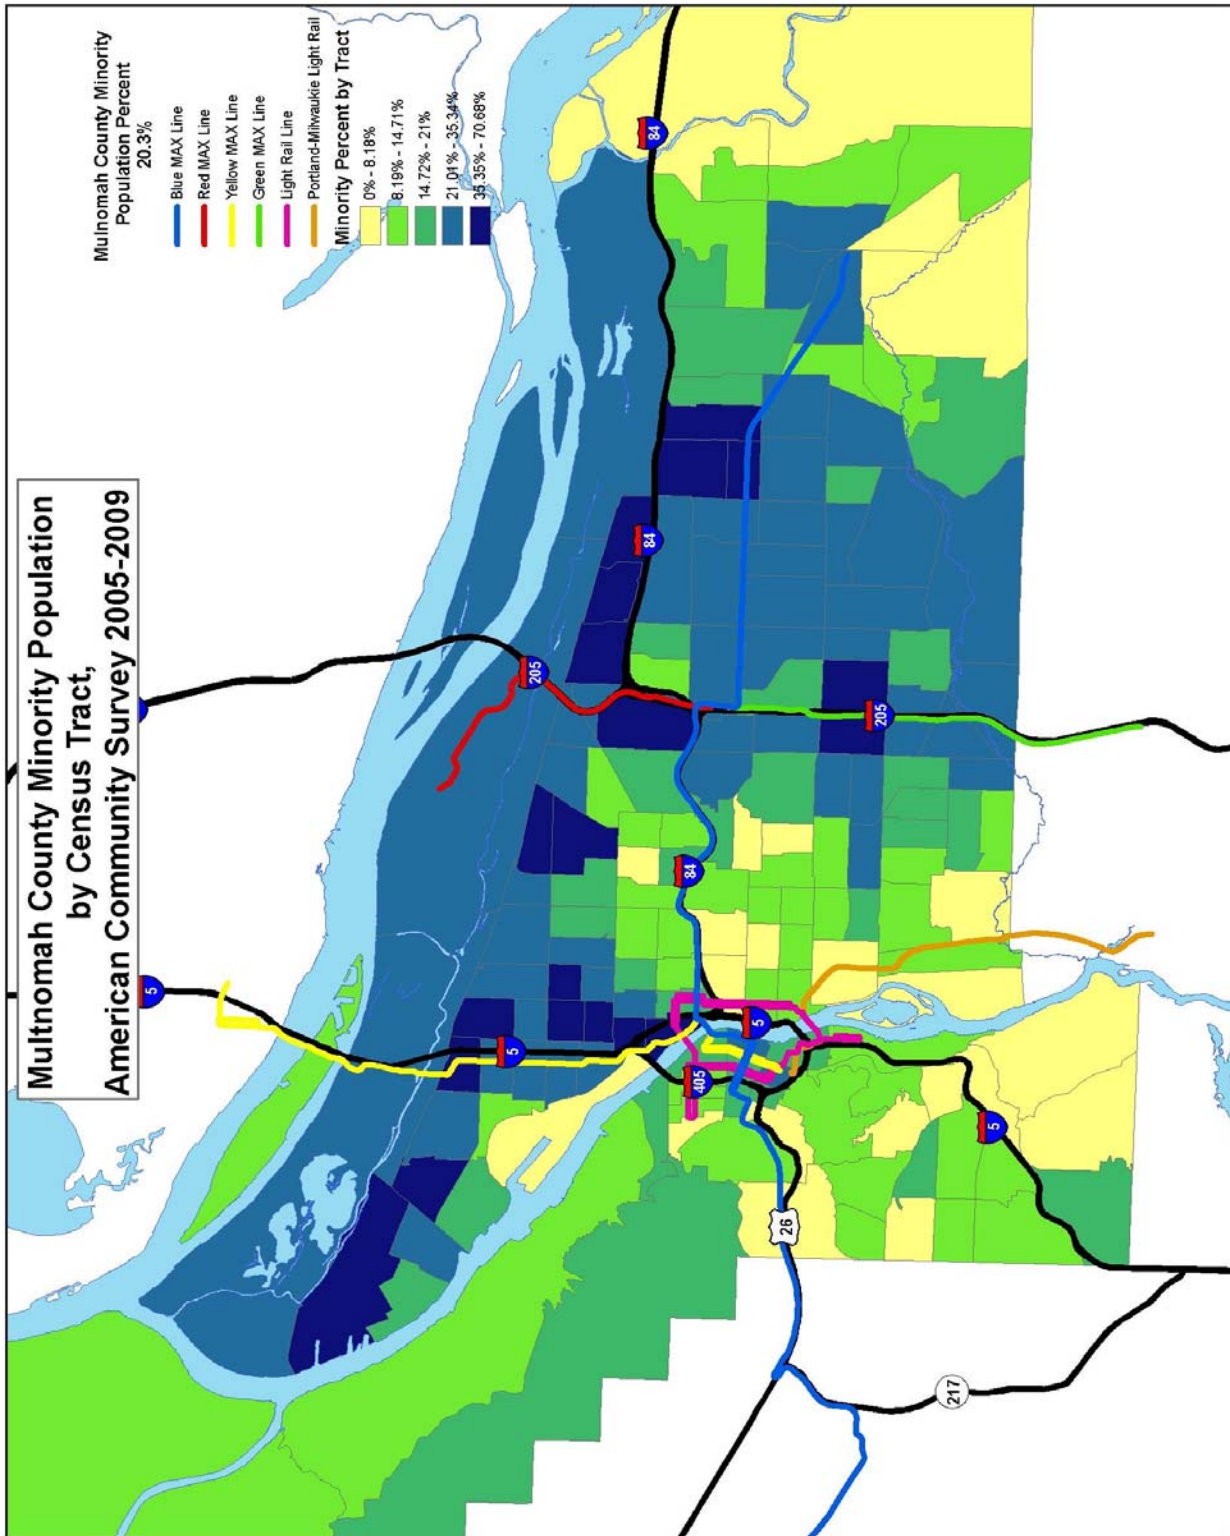 Multnomah County Minority Population
by Census Tract,
American Community Survey 2005-2009
Mulnomah County Minority
Population Percent
20.3%
Blue MAX Line
Red MAX Line
Yellow MAX Line
Green MAX Line
Light Rail Line
Portland-Milwaukie Light Rail
Minority Percent by Tract
0% - 8.18%
8.19% - 14.71%
14.72% - 21%
21.01% - 35.34%
35.35% - 70.68%
5
205
84
5
84
84
405
5
205
26
5
217